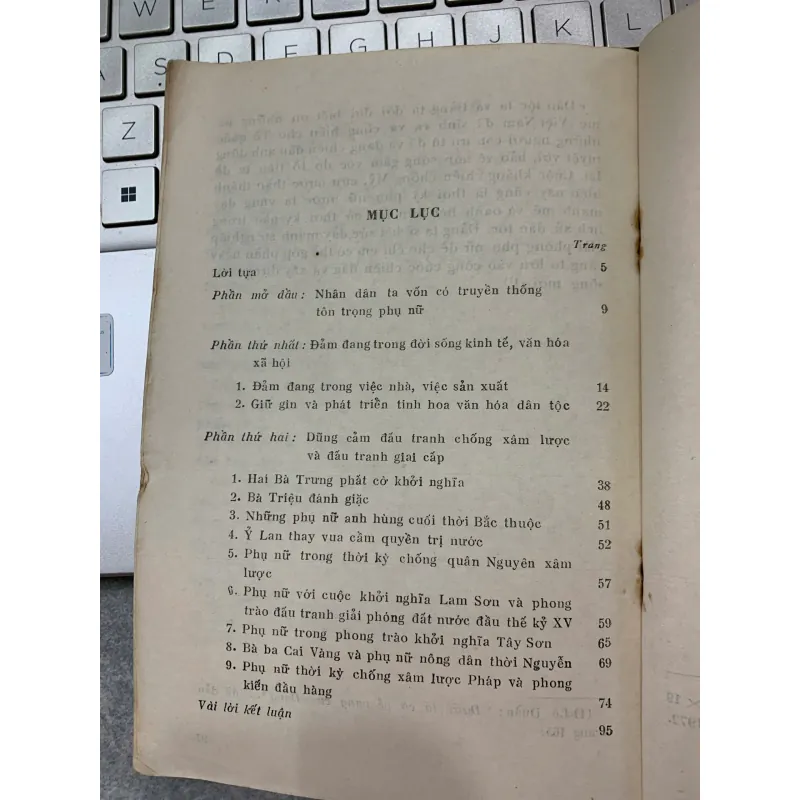 W E R T Y U
A S D F G H J K
Z
MỤC LỤC
Trang
Lời tựa 5
Phần mở đầu: Nhân dân ta vốn có truyền thống
tôn trọng phụ nữ 9
Phần thứ nhất: Đảm đang trong đời sống kinh tế, văn hóa
xã hội
1. Đảm đang trong việc nhà, việc sản xuất 14
2. Giữ gìn và phát triển tinh hoa văn hóa dân tộc 22
Phần thứ hai: Dũng cảm đấu tranh chống xâm lược
và đấu tranh giai cấp
1. Hai Bà Trưng phất cờ khởi nghĩa 38
2. Bà Triệu đánh giặc 48
3. Những phụ nữ anh hùng cuối thời Bắc thuộc 51
4. Ỷ Lan thay vua cầm quyền trị nước 52
5. Phụ nữ trong thời kỳ chống quân Nguyên xâm
lược 57
6. Phụ nữ với cuộc khởi nghĩa Lam Sơn và phong
trào đấu tranh giải phóng đất nước đầu thế kỷ XV 59
7. Phụ nữ trong phong trào khởi nghĩa Tây Sơn 65
8. Bà ba Cai Vàng và phụ nữ nông dân thời Nguyễn 69
9. Phụ nữ thời kỳ chống xâm lược Pháp và phong
kiến đầu hàng 74
Vài lời kết luận 95
× 19
1972.